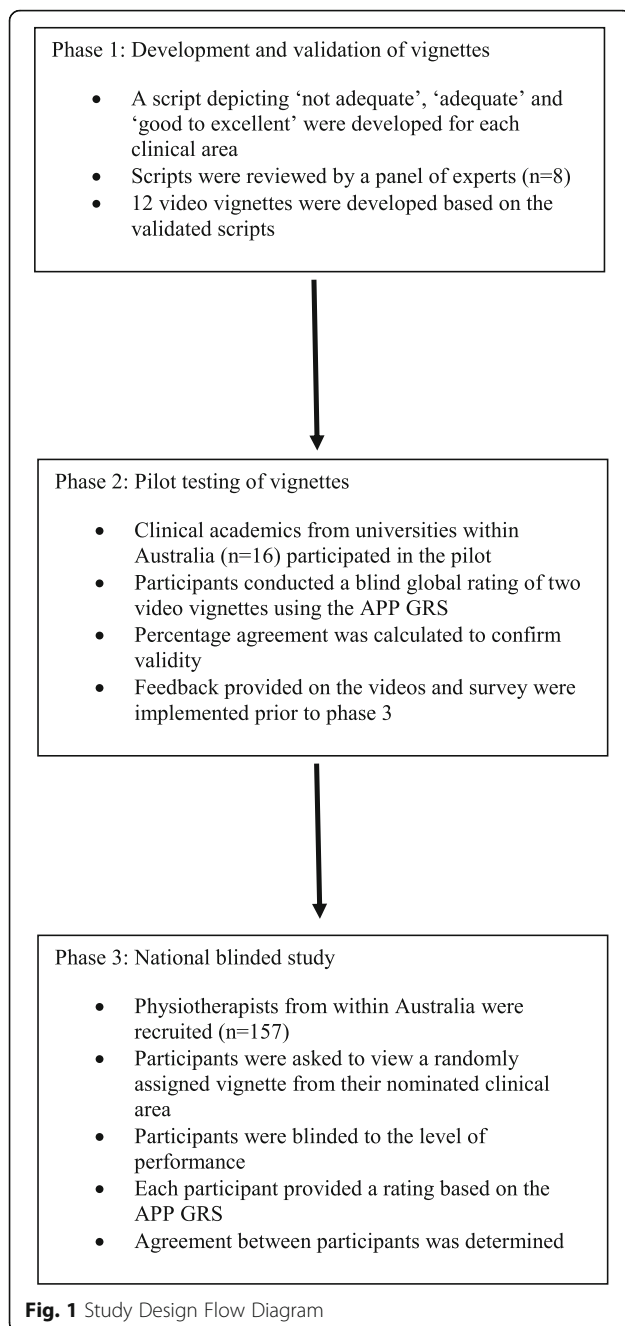 Phase 1: Development and validation of vignettes
• A script depicting ‘not adequate’, ‘adequate’ and
‘good to excellent’ were developed for each
clinical area
• Scripts were reviewed by a panel of experts (n=8)
• 12 video vignettes were developed based on the
validated scripts
Phase 2: Pilot testing of vignettes
• Clinical academics from universities within
Australia (n=16) participated in the pilot
• Participants conducted a blind global rating of two
video vignettes using the APP GRS
• Percentage agreement was calculated to confirm
validity
• Feedback provided on the videos and survey were
implemented prior to phase 3
Phase 3: National blinded study
• Physiotherapists from within Australia were
recruited (n=157)
• Participants were asked to view a randomly
assigned vignette from their nominated clinical
area
• Participants were blinded to the level of
performance
• Each participant provided a rating based on the
APP GRS
• Agreement between participants was determined
Fig. 1 Study Design Flow Diagram